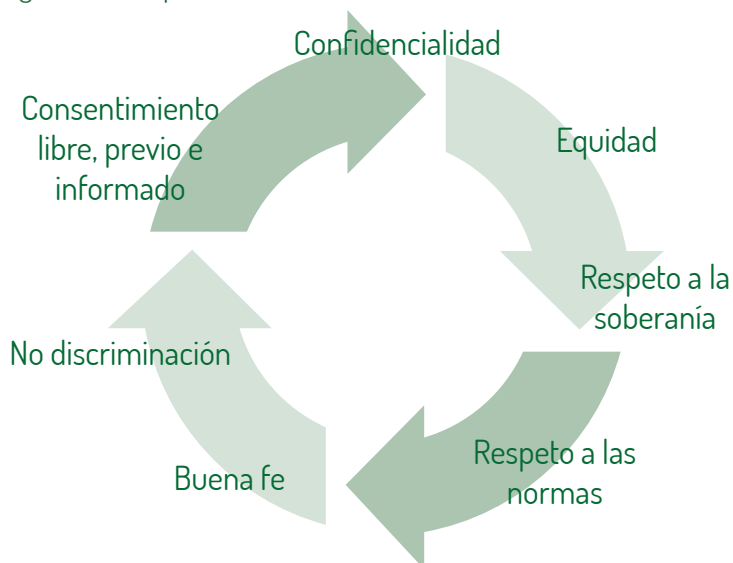 Confidencialidad
Equidad
Respeto a la
soberanía
Respeto a las
normas
Buena fe
No discriminación
Consentimiento
libre, previo e
informado